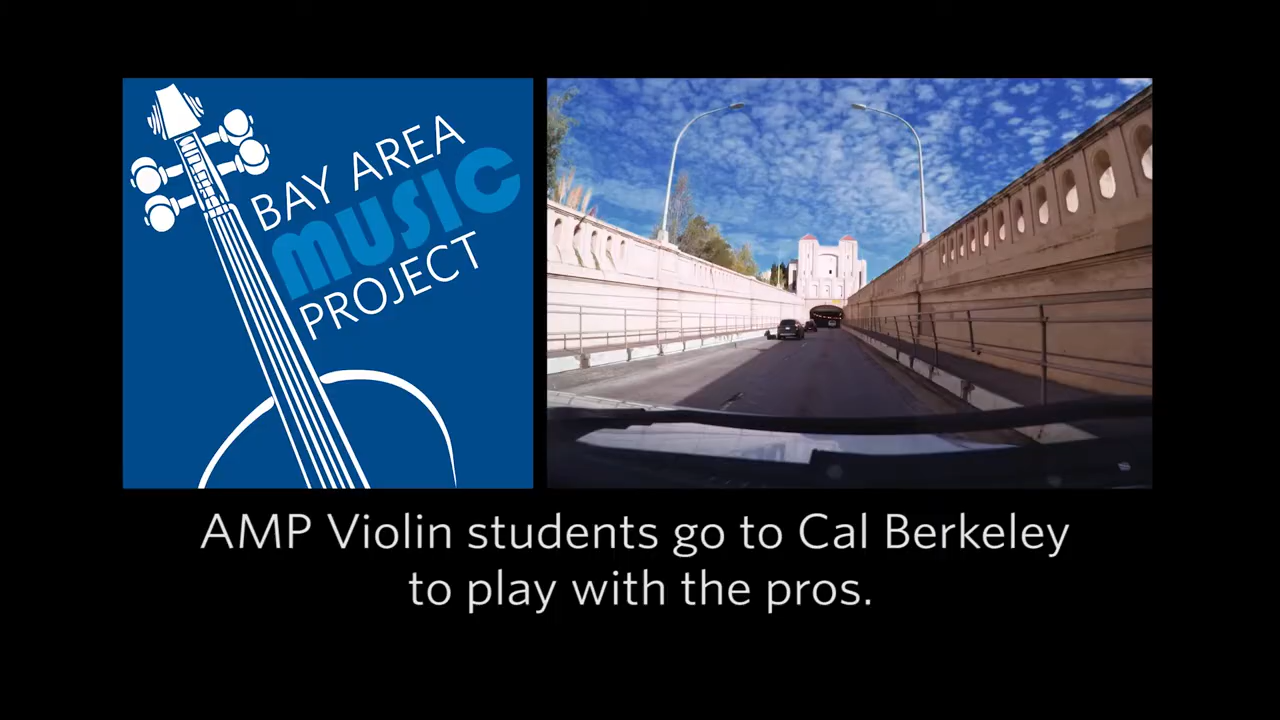 BAY AREA
MUSIC
PROJECT
AMP Violin students go to Cal Berkeley
to play with the pros.